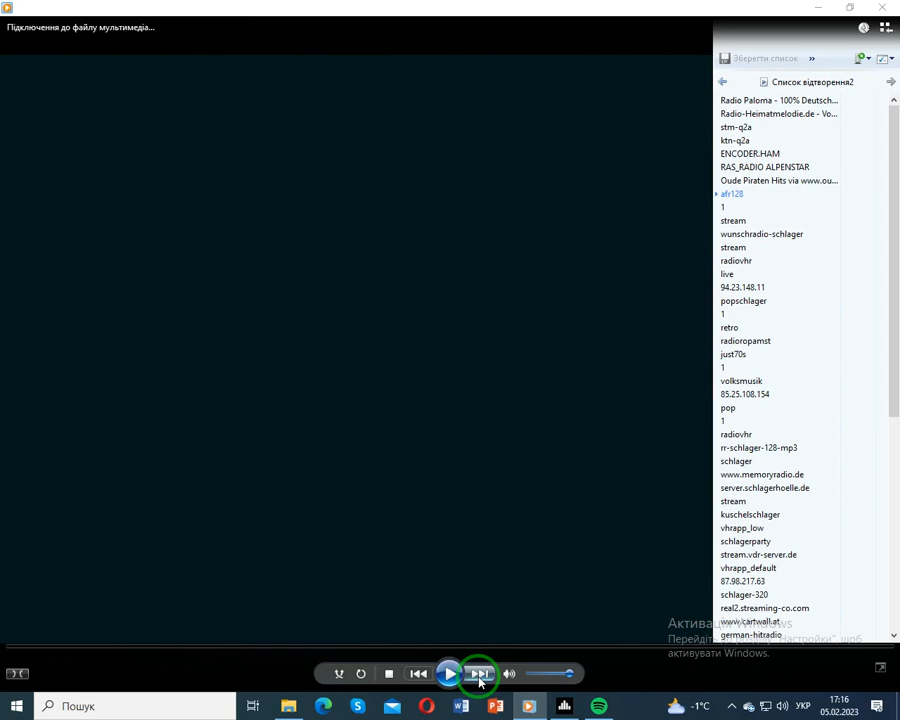 Підключення до файлу мультимедіа...
Зберегти список »
Список відтворення2
Radio Paloma - 100% Deutsch...
Radio-Heimatmelodie.de - Vo...
stm-q2a
ktn-q2a
ENCODER.HAM
RAS_RADIO ALPENSTAR
Oude Piraten Hits via www.ou...
afr128
1
stream
wunschradio-schlager
stream
radiovhr
live
94.23.148.11
popschlager
1
retro
radioropamst
just70s
1
volksmusik
85.25.108.154
pop
1
radiovhr
rr-schlager-128-mp3
schlager
www.memoryradio.de
server.schlagerhoelle.de
stream
kuschelschlager
vhrapp_low
schlagerparty
stream.vdr-server.de
vhrapp_default
87.98.217.63
schlager-320
real2.streaming-co.com
www.cartwall.at
german-hitradio
Активація Windows
Перейдіть до розділу "Настройки", щоб
активувати Windows.
Пошук
-1°C
УКР
17:16
05.02.2023